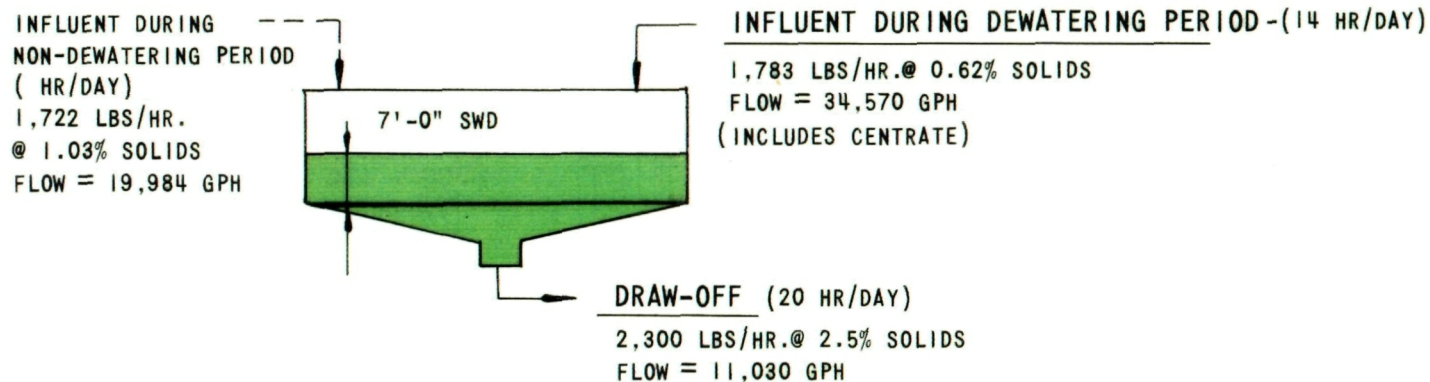 INFLUENT DURING
NON-DEWATERING PERIOD
( HR/DAY)
1,722 LBS/HR.
@ 1.03% SOLIDS
FLOW = 19,984 GPH
7'-0" SWD
INFLUENT DURING DEWATERING PERIOD -(14 HR/DAY)
1,783 LBS/HR.@ 0.62% SOLIDS
FLOW = 34,570 GPH
(INCLUDES CENTRATE)
DRAW-OFF (20 HR/DAY)
2,300 LBS/HR.@ 2.5% SOLIDS
FLOW = 11,030 GPH